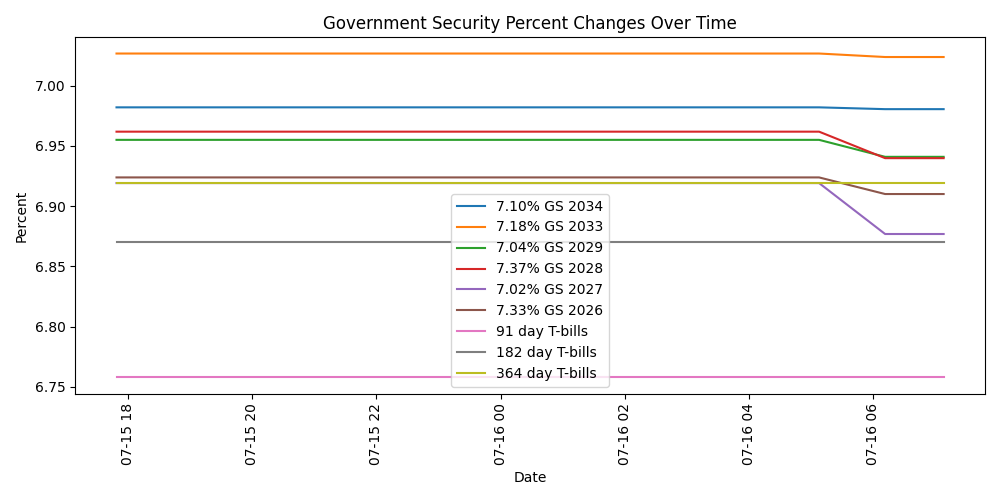 Government Security Percent Changes Over Time
Percent
7.00
6.95
6.90
6.85
6.80
6.75
7.10% GS 2034
7.18% GS 2033
7.04% GS 2029
7.37% GS 2028
7.02% GS 2027
7.33% GS 2026
91 day T-bills
182 day T-bills
364 day T-bills
07-15 18
07-15 20
07-15 22
07-16 00
07-16 02
07-16 04
07-16 06
Date